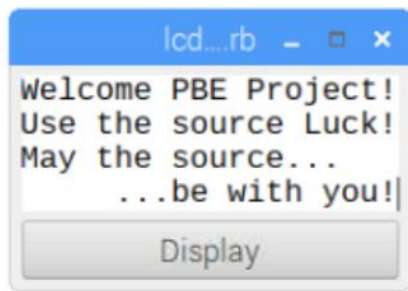 lcd....rb
Welcome PBE Project!
Use the source Luck!
May the source...
...be with you!
Display